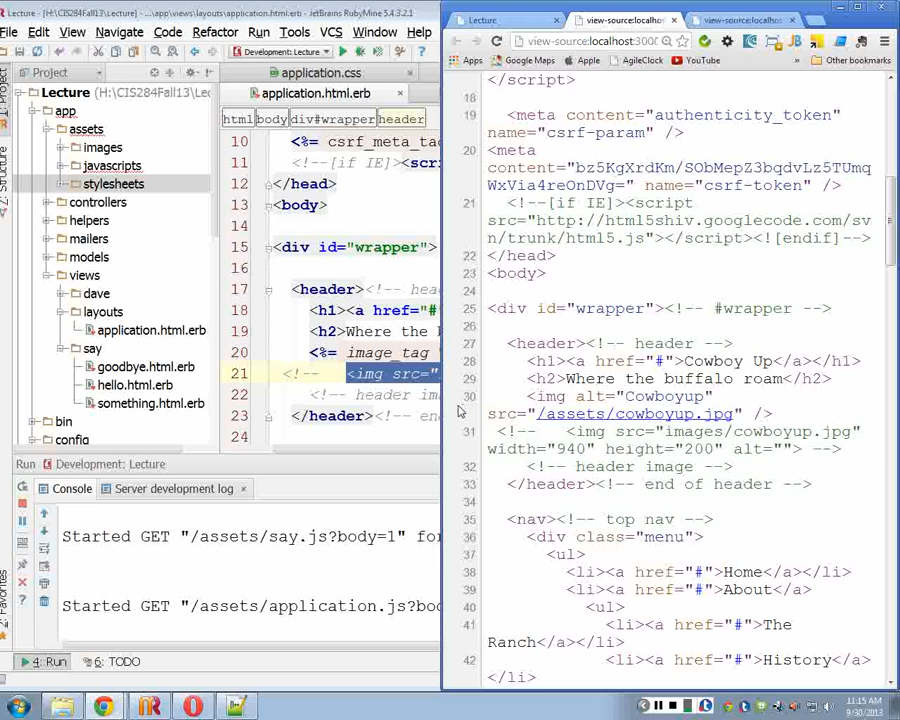 Lecture - [H:\CIS284Fall13\Lecture] - ...\app\views\layouts\application.html.erb - JetBrains RubyMine 5.4.3.2.1
File Edit View Navigate Code Refactor Run Tools VCS Window Help
Development: Lecture
Project
Lecture (H:\CIS284Fall13\Lec
app
assets
images
javascripts
stylesheets
controllers
helpers
mailers
models
views
dave
layouts
application.html.erb
say
goodbye.html.erb
hello.html.erb
something.html.erb
bin
config
1: Project
Z: Structure
2: Favorites
application.css
application.html.erb
html body div#wrapper header
10 <%= csrf_meta_tag
11 <!--[if IE]><scr
12 </head>
13 <body>
14
15 <div id="wrapper">
16
17 <header><!-- head
18 <h1><a href="#
19 <h2>Where the b
20 <%= image_tag
21 <!-- <img src="
22 <!-- header im
23 </header><!-- en
24
Run Development: Lecture
Console Server development log
Started GET "/assets/say.js?body=1" for
Started GET "/assets/application.js?bod
4: Run 6: TODO
Lecture view-source:localhost: view-source:localhost:
view-source:localhost:3000
Apps Google Maps Apple AgileClock YouTube Other bookmarks
</script>
18
19 <meta content="authenticity_token"
name="csrf-param" />
20 <meta
content="bz5KgXrdKm/SObMepZ3bqdvLz5TUmq
WxVia4reOnDVg=" name="csrf-token" />
21 <!--[if IE]><script
src="http://html5shiv.googlecode.com/sv
n/trunk/html5.js"></script><![endif]-->
22 </head>
23 <body>
24
25 <div id="wrapper"><!-- #wrapper -->
26
27 <header><!-- header -->
28 <h1><a href="#">Cowboy Up</a></h1>
29 <h2>Where the buffalo roam</h2>
30 <img alt="Cowboyup"
src="/assets/cowboyup.jpg" />
31 <!-- <img src="images/cowboyup.jpg"
width="940" height="200" alt=""> -->
32 <!-- header image -->
33 </header><!-- end of header -->
34
35 <nav><!-- top nav -->
36 <div class="menu">
37 <ul>
38 <li><a href="#">Home</a></li>
39 <li><a href="#">About</a>
40 <ul>
41 <li><a href="#">The
Ranch</a></li>
42 <li><a href="#">History</a>
</li>
11:15 AM
9/30/2013